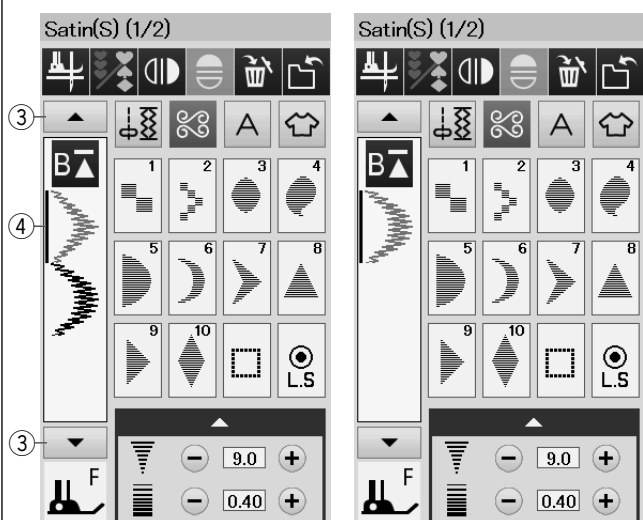 Satin(S) (1/2)
③
B
1 2 3 4
④
5 6 7 8
9 10
L.S
③
9.0
F
0.40
Satin(S) (1/2)
A
B
1 2 3 4
5 6 7 8
9 10
L.S
9.0
F
0.40